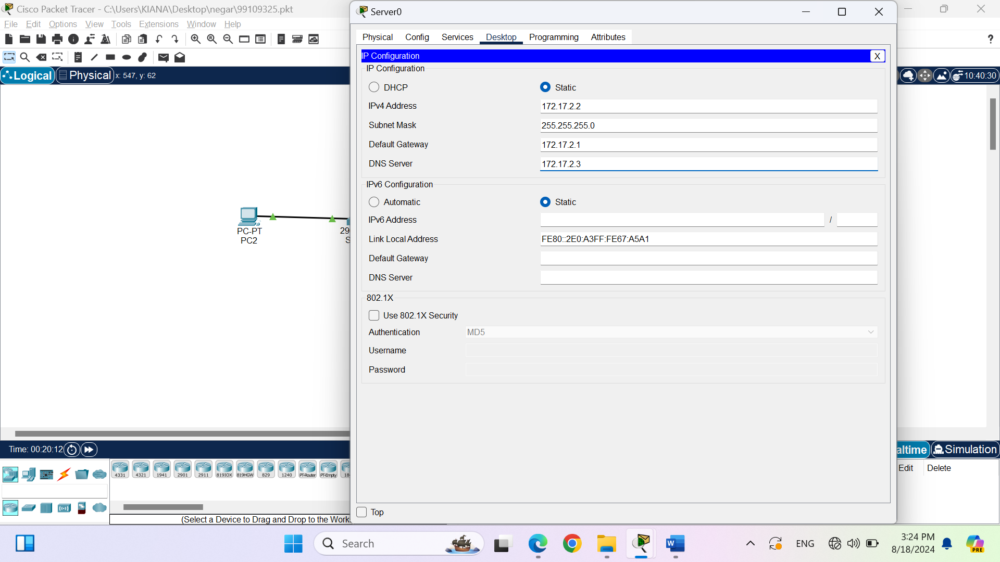 Cisco Packet Tracer - C:\Users\KIANA\Desktop\negar\99109325.pkt
File Edit Options View Tools Extensions Window Help
?
Logical Physical x: 547, y: 62
10:40:30
PC-PT
PC2
29
S
Server0
Physical Config Services Desktop Programming Attributes
IP Configuration X
IP Configuration
DHCP Static
IPv4 Address 172.17.2.2
Subnet Mask 255.255.255.0
Default Gateway 172.17.2.1
DNS Server 172.17.2.3
IPv6 Configuration
Automatic Static
IPv6 Address /
Link Local Address FE80::2E0:A3FF:FE67:A5A1
Default Gateway
DNS Server
802.1X
Use 802.1X Security
Authentication MD5
Username
Password
Top
Time: 00:20:12
altime Simulation
Edit Delete
4331 4321 1941 2901 2911 819IOX 819HGW 829 1240 PT-Router PT-Empty 18
(Select a Device to Drag and Drop to the Work
Search
ENG
3:24 PM
8/18/2024
PRE